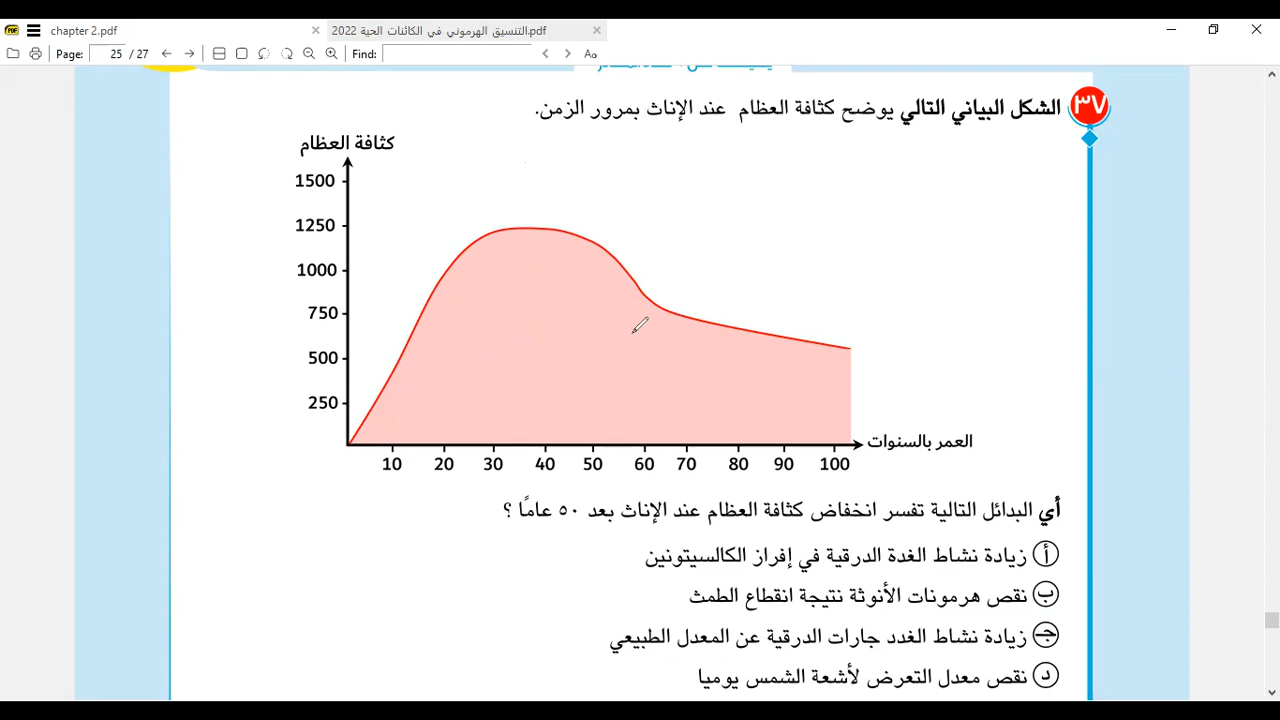 chapter 2.pdf
التنسيق الهرموني في الكائنات الحية 2022.pdf
Page: 25 / 27
Find:
Aa
٣٧ الشكل البياني التالي يوضح كثافة العظام عند الإناث بمرور الزمن.
كثافة العظام
1500
1250
1000
750
500
250
10 20 30 40 50 60 70 80 90 100
العمر بالسنوات
أي البدائل التالية تفسر انخفاض كثافة العظام عند الإناث بعد ٥٠ عامًا ؟
أ زيادة نشاط الغدة الدرقية في إفراز الكالسيتونين
ب نقص هرمونات الأنوثة نتيجة انقطاع الطمث
جـ زيادة نشاط الغدد جارات الدرقية عن المعدل الطبيعي
د نقص معدل التعرض لأشعة الشمس يوميا